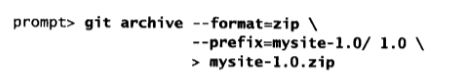 prompt> git archive --format=zip \
--prefix=mysite-1.0/ 1.0 \
> mysite-1.0.zip